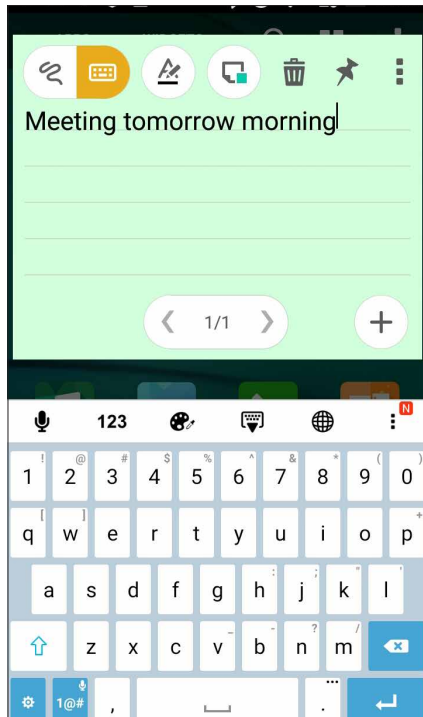 Meeting tomorrow morning
1/1
123
N
! @ # $ % ^ & * ( )
1 2 3 4 5 6 7 8 9 0
[ ] +
q w e r t y u i o p
: ; " '
a s d f g h j k l
_ - ? /
z x c v b n m
1@# , .